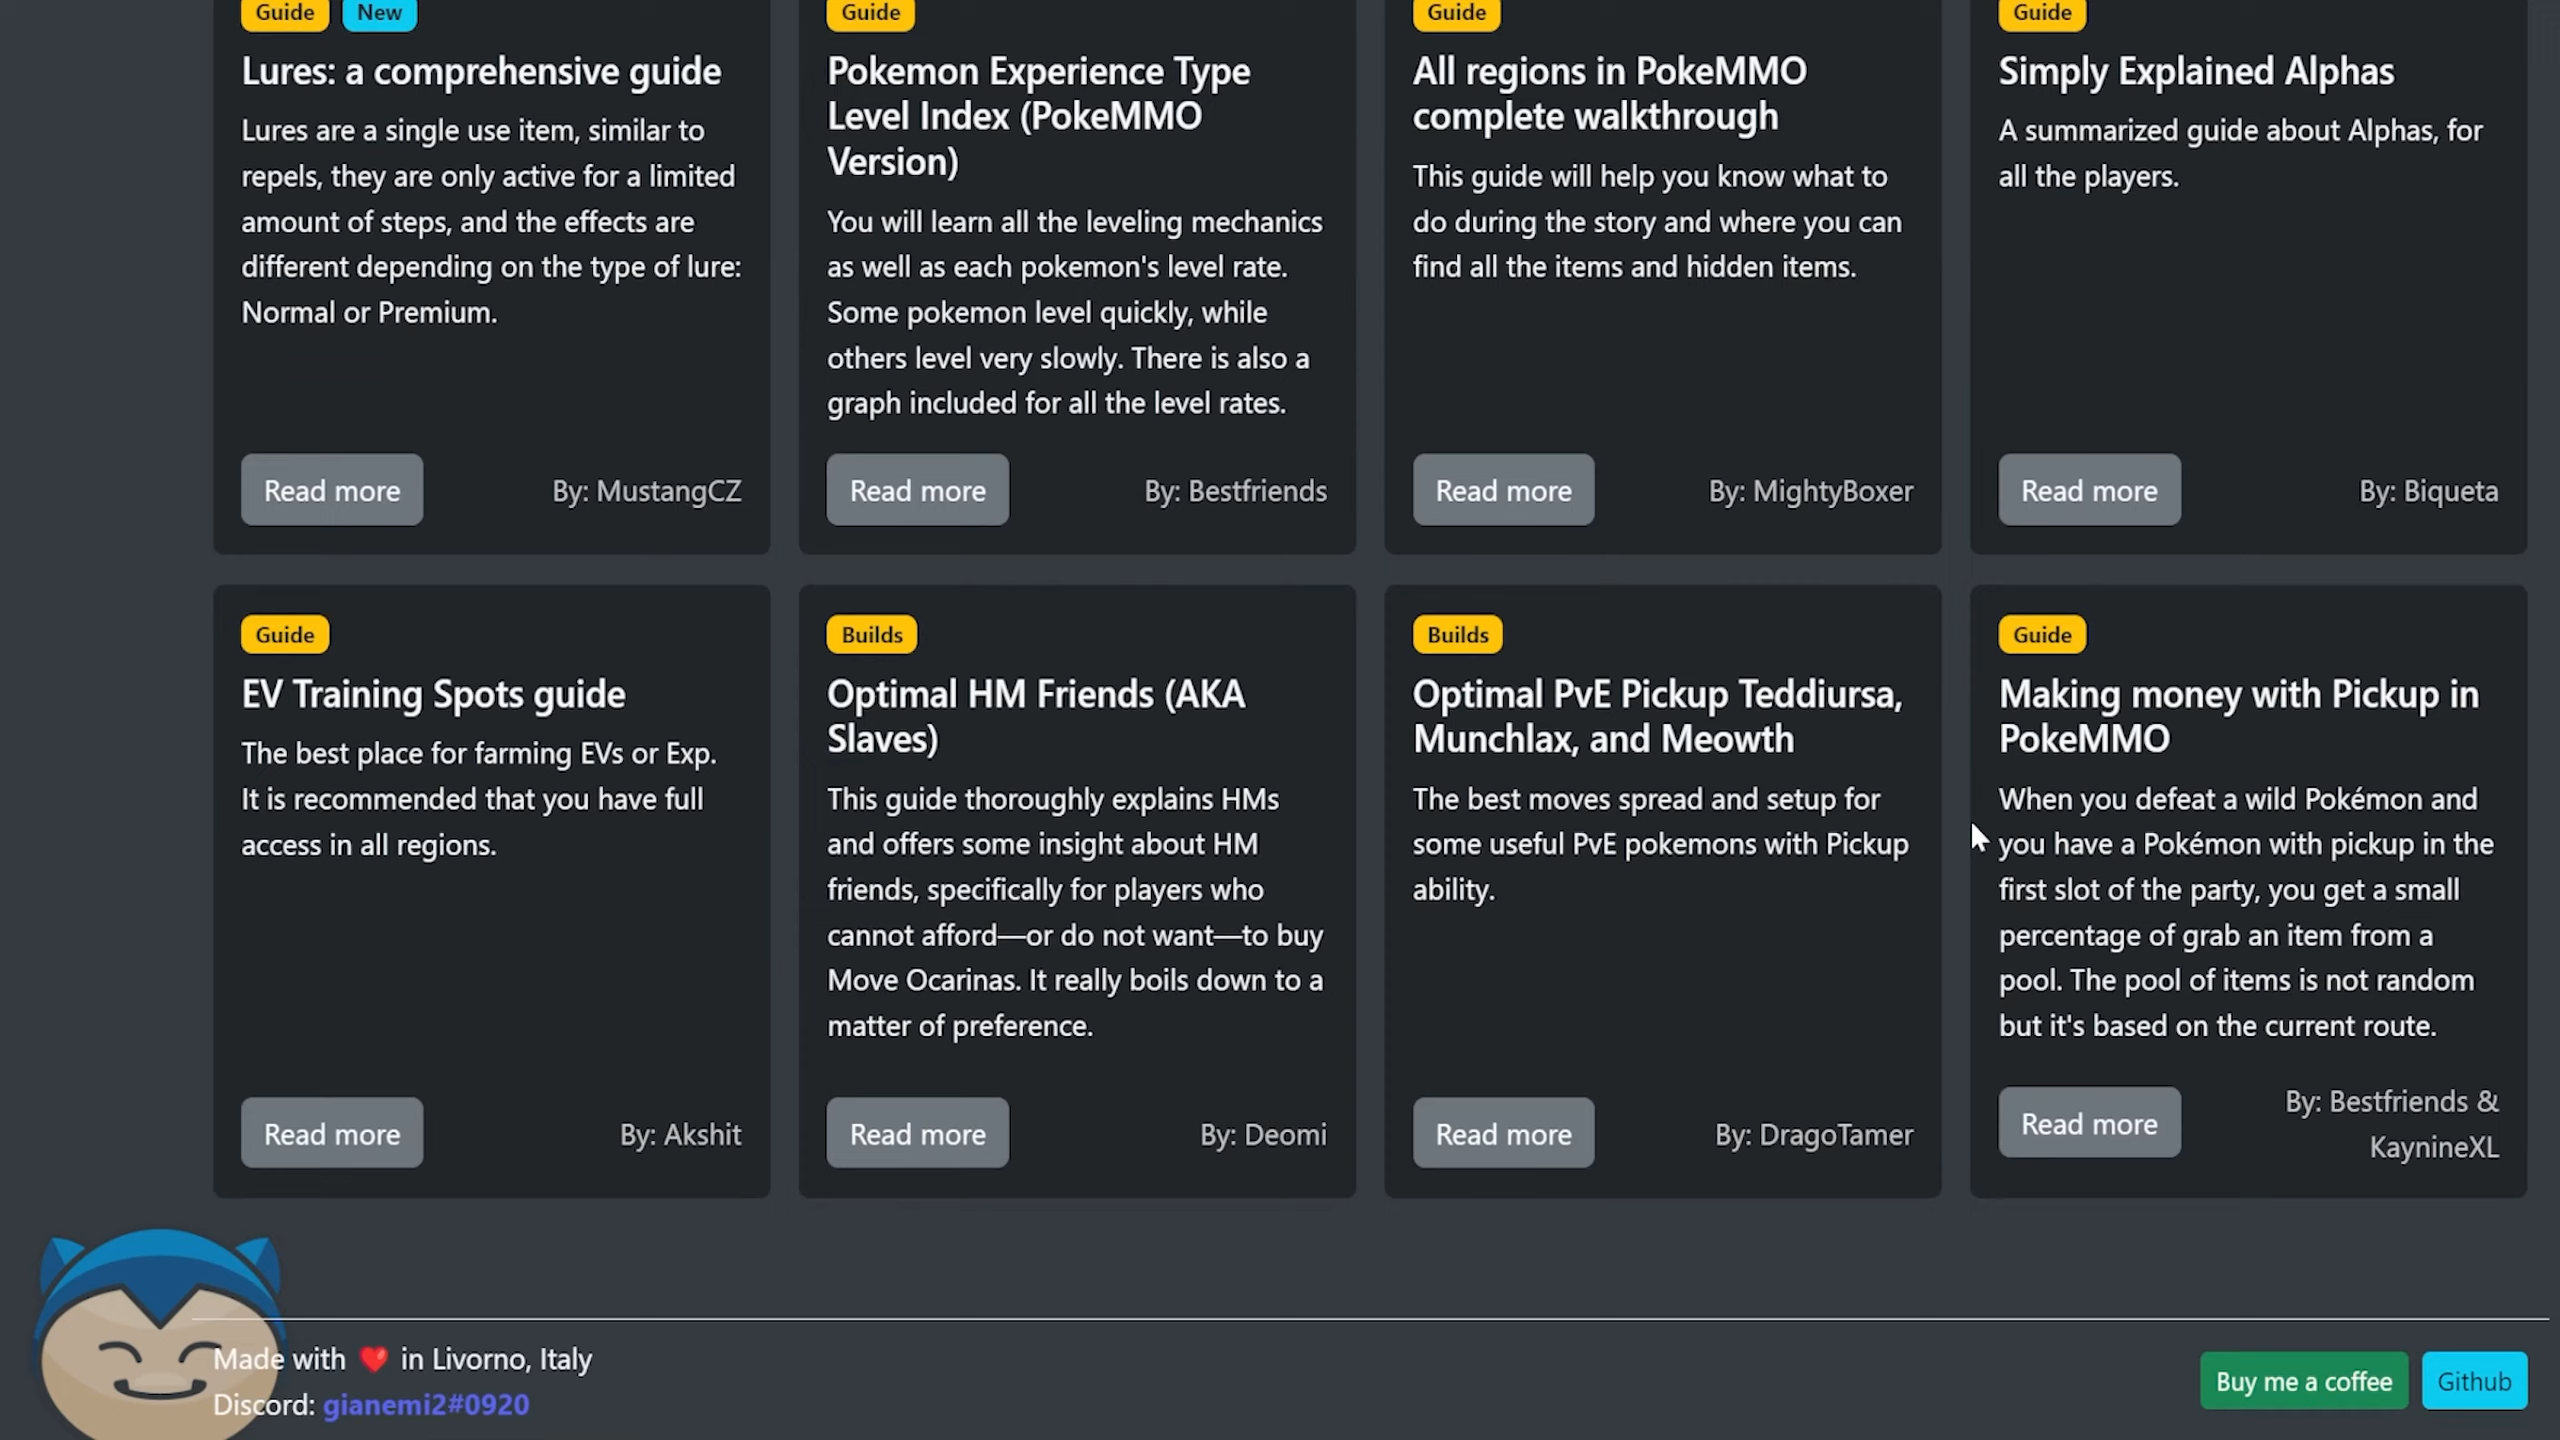 Guide New
Lures: a comprehensive guide
Lures are a single use item, similar to
repels, they are only active for a limited
amount of steps, and the effects are
different depending on the type of lure:
Normal or Premium.
Read more By: MustangCZ
Guide
Pokemon Experience Type
Level Index (PokeMMO
Version)
You will learn all the leveling mechanics
as well as each pokemon's level rate.
Some pokemon level quickly, while
others level very slowly. There is also a
graph included for all the level rates.
Read more By: Bestfriends
Guide
All regions in PokeMMO
complete walkthrough
This guide will help you know what to
do during the story and where you can
find all the items and hidden items.
Read more By: MightyBoxer
Guide
Simply Explained Alphas
A summarized guide about Alphas, for
all the players.
Read more By: Biqueta
Guide
EV Training Spots guide
The best place for farming EVs or Exp.
It is recommended that you have full
access in all regions.
Read more By: Akshit
Builds
Optimal HM Friends (AKA
Slaves)
This guide thoroughly explains HMs
and offers some insight about HM
friends, specifically for players who
cannot afford—or do not want—to buy
Move Ocarinas. It really boils down to a
matter of preference.
Read more By: Deomi
Builds
Optimal PvE Pickup Teddiursa,
Munchlax, and Meowth
The best moves spread and setup for
some useful PvE pokemons with Pickup
ability.
Read more By: DragoTamer
Guide
Making money with Pickup in
PokeMMO
When you defeat a wild Pokémon and
you have a Pokémon with pickup in the
first slot of the party, you get a small
percentage of grab an item from a
pool. The pool of items is not random
but it's based on the current route.
Read more By: Bestfriends &
KaynineXL
Made with ❤️ in Livorno, Italy
Discord: gianemi2#0920
Buy me a coffee Github